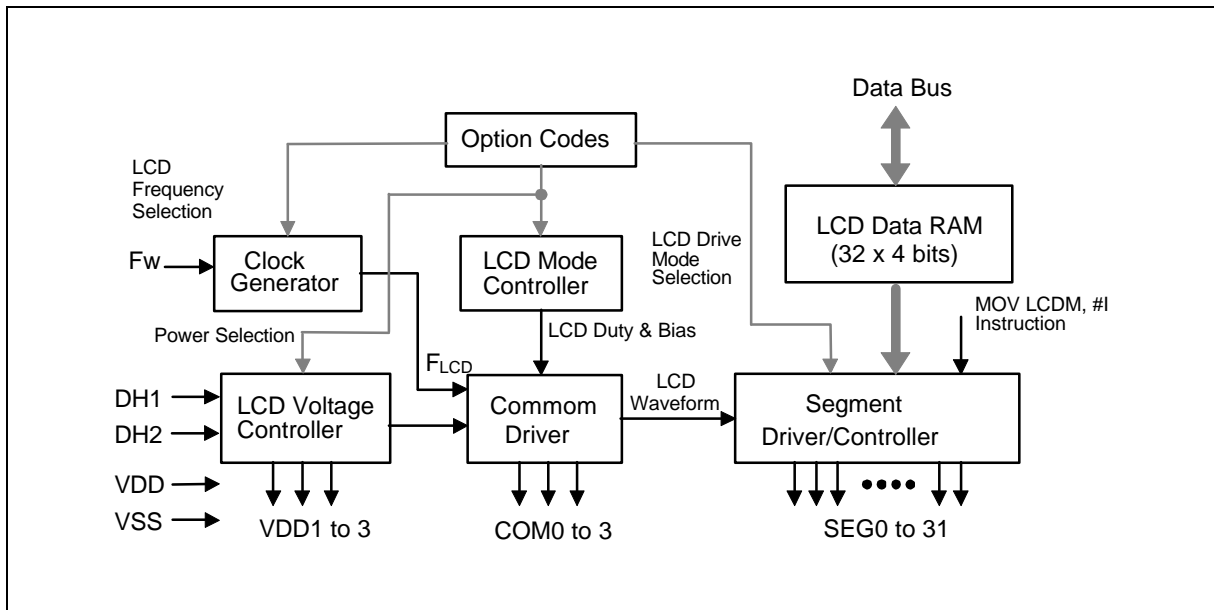 Data Bus
Option Codes
LCD
Frequency
Selection
LCD Data RAM
(32 x 4 bits)
Fw
Clock
Generator
LCD Mode
Controller
LCD Drive
Mode
Selection
MOV LCDM, #I
Instruction
Power Selection
LCD Duty & Bias
FLCD
DH1
DH2
LCD Voltage
Controller
Commom
Driver
LCD
Waveform
Segment
Driver/Controller
VDD
VSS
VDD1 to 3
COM0 to 3
SEG0 to 31